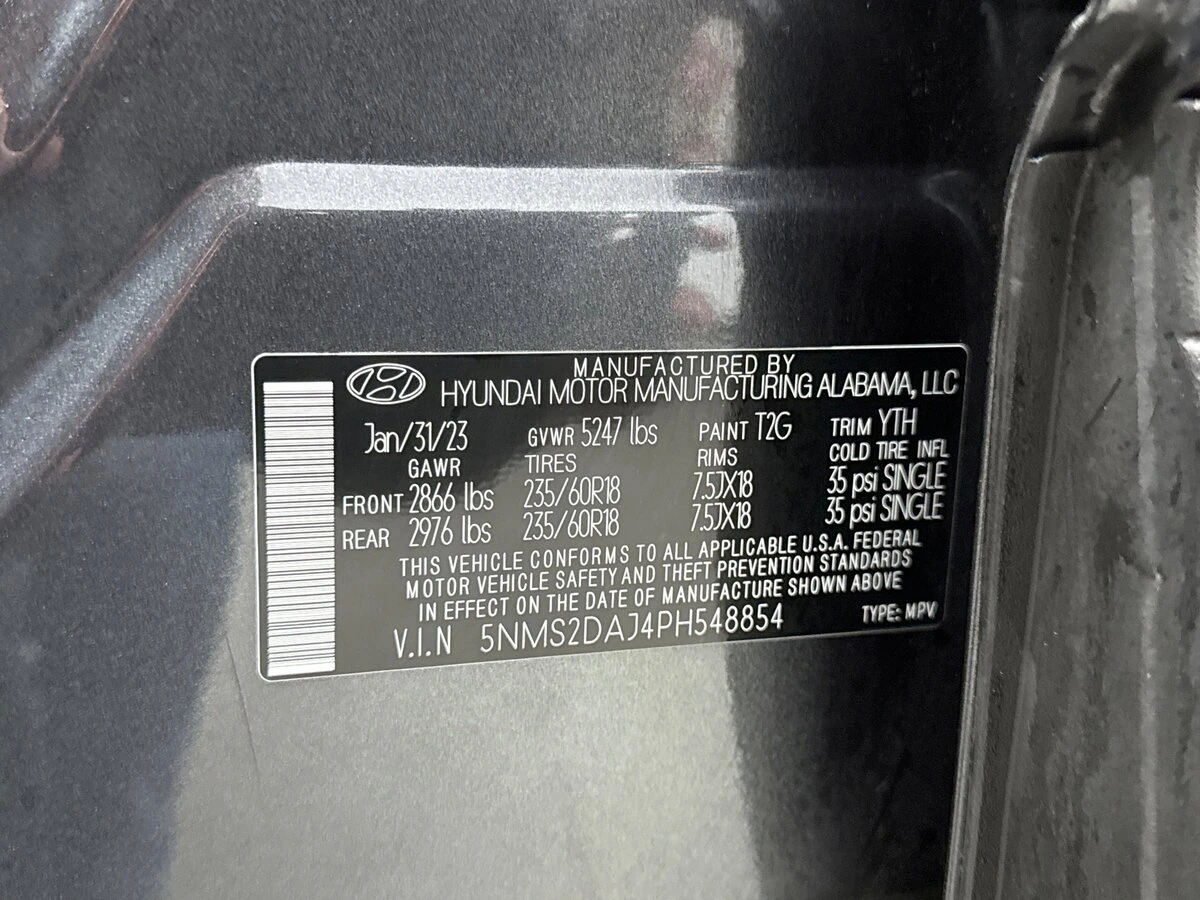 MANUFACTURED BY
HYUNDAI MOTOR MANUFACTURING ALABAMA, LLC
Jan/31/23 GVWR 5247 lbs PAINT T2G TRIM YTH
GAWR TIRES RIMS COLD TIRE INFL
FRONT 2866 lbs 235/60R18 7.5JX18 35 psi SINGLE
REAR 2976 lbs 235/60R18 7.5JX18 35 psi SINGLE
THIS VEHICLE CONFORMS TO ALL APPLICABLE U.S.A. FEDERAL
MOTOR VEHICLE SAFETY AND THEFT PREVENTION STANDARDS
IN EFFECT ON THE DATE OF MANUFACTURE SHOWN ABOVE
V.I.N 5NMS2DAJ4PH548854 TYPE: MPV